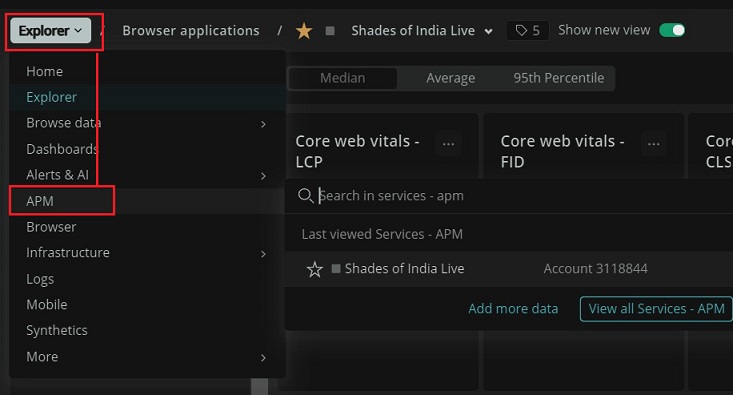 Explorer / Browser applications / Shades of India Live 5 Show new view
Home
Explorer
Browse data
Dashboards
Alerts & AI
APM
Browser
Infrastructure
Logs
Mobile
Synthetics
More
Median Average 95th Percentile
Core web vitals - LCP
Core web vitals - FID
Core
CLS
Search in services - apm
Last viewed Services - APM
Shades of India Live Account 3118844
Add more data View all Services - APM